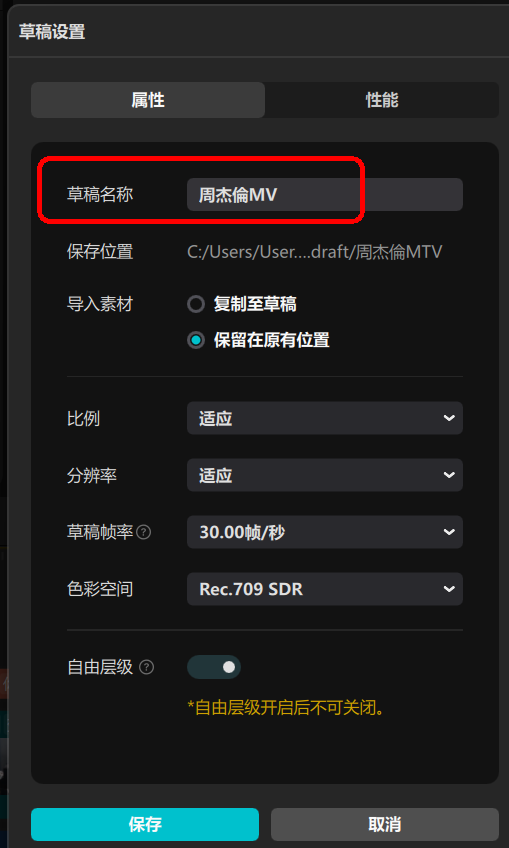 草稿设置
属性 性能
草稿名称 周杰倫MV
保存位置 C:/Users/User....draft/周杰倫MTV
导入素材 复制至草稿
保留在原有位置
比例 适应
分辨率 适应
草稿帧率 ? 30.00帧/秒
色彩空间 Rec.709 SDR
自由层级 ?
*自由层级开启后不可关闭。
保存 取消